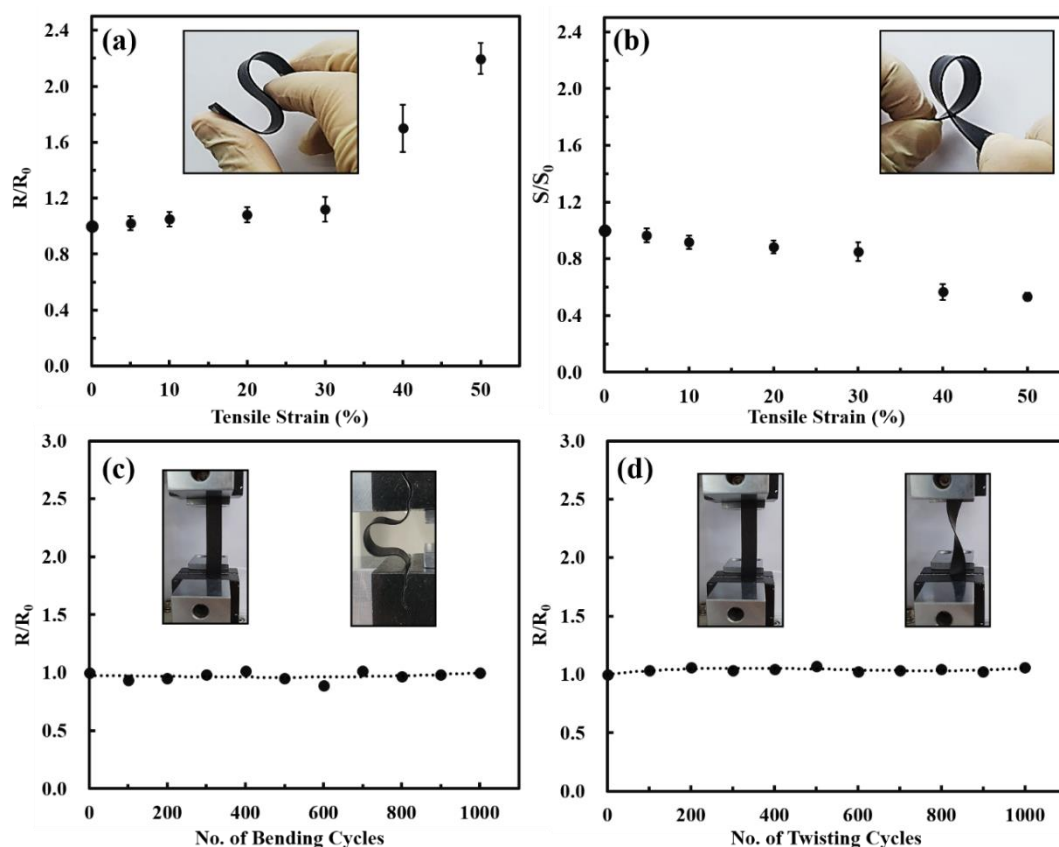 (a)
R/R₀
2.4
2.0
1.6
1.2
0.8
0.4
0.0
0 10 20 30 40 50
Tensile Strain (%)
(b)
S/S₀
2.4
2.0
1.6
1.2
0.8
0.4
0.0
0 10 20 30 40 50
Tensile Strain (%)
(c)
R/R₀
3.0
2.5
2.0
1.5
1.0
0.5
0.0
0 200 400 600 800 1000
No. of Bending Cycles
(d)
R/R₀
3.0
2.5
2.0
1.5
1.0
0.5
0.0
0 200 400 600 800 1000
No. of Twisting Cycles